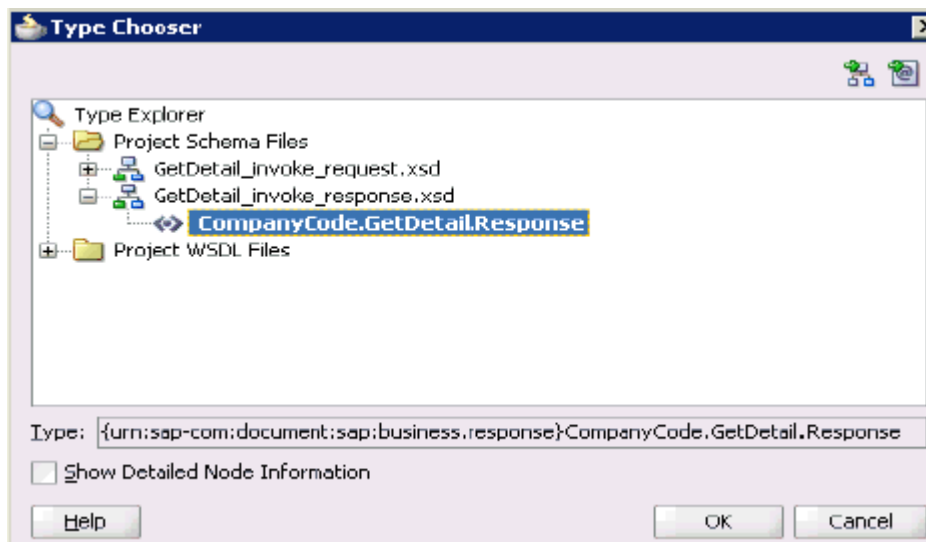 Type Chooser
Type Explorer
Project Schema Files
GetDetail_invoke_request.xsd
GetDetail_invoke_response.xsd
CompanyCode.GetDetail.Response
Project WSDL Files
Type: {urn:sap-com:document:sap:business.response}CompanyCode.GetDetail.Response
Show Detailed Node Information
Help OK Cancel